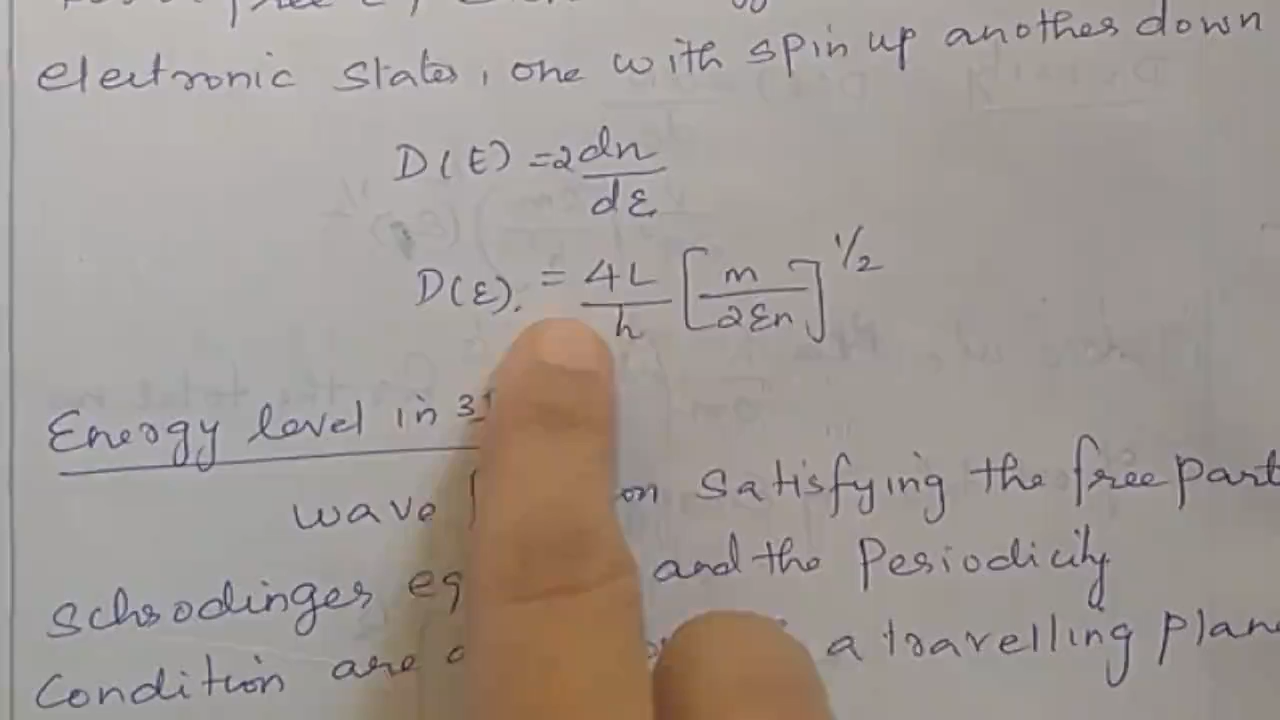 electronic states, one with spin up another down
D(E) = 2 dn/dε
D(ε). = 4L/h [m/2εn]^1/2
Energy level in
wave on satisfying the free part
schrodinger eq and the Periodicity
Condition are a travelling plan